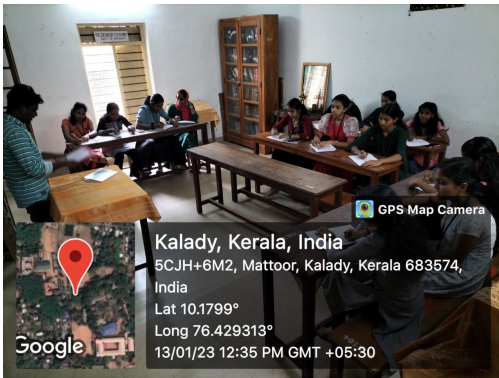 GPS Map Camera
Kalady, Kerala, India
5CJH+6M2, Mattoor, Kalady, Kerala 683574,
India
Lat 10.1799°
Long 76.429313°
13/01/23 12:35 PM GMT +05:30
Google